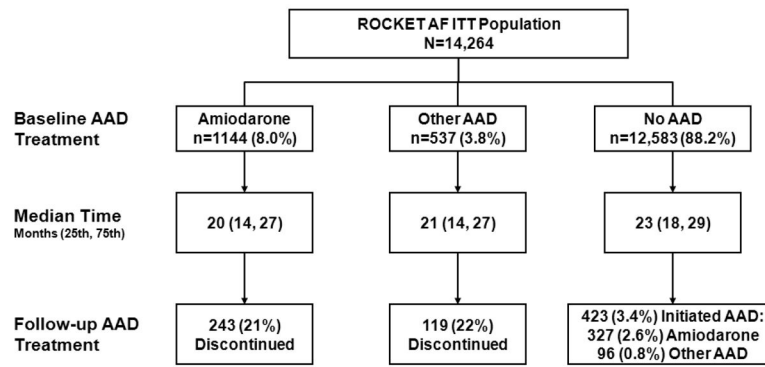 ROCKET AF ITT Population
N=14,264
Baseline AAD
Treatment
Amiodarone
n=1144 (8.0%)
Other AAD
n=537 (3.8%)
No AAD
n=12,583 (88.2%)
Median Time
Months (25th, 75th)
20 (14, 27)
21 (14, 27)
23 (18, 29)
Follow-up AAD
Treatment
243 (21%)
Discontinued
119 (22%)
Discontinued
423 (3.4%) Initiated AAD:
327 (2.6%) Amiodarone
96 (0.8%) Other AAD